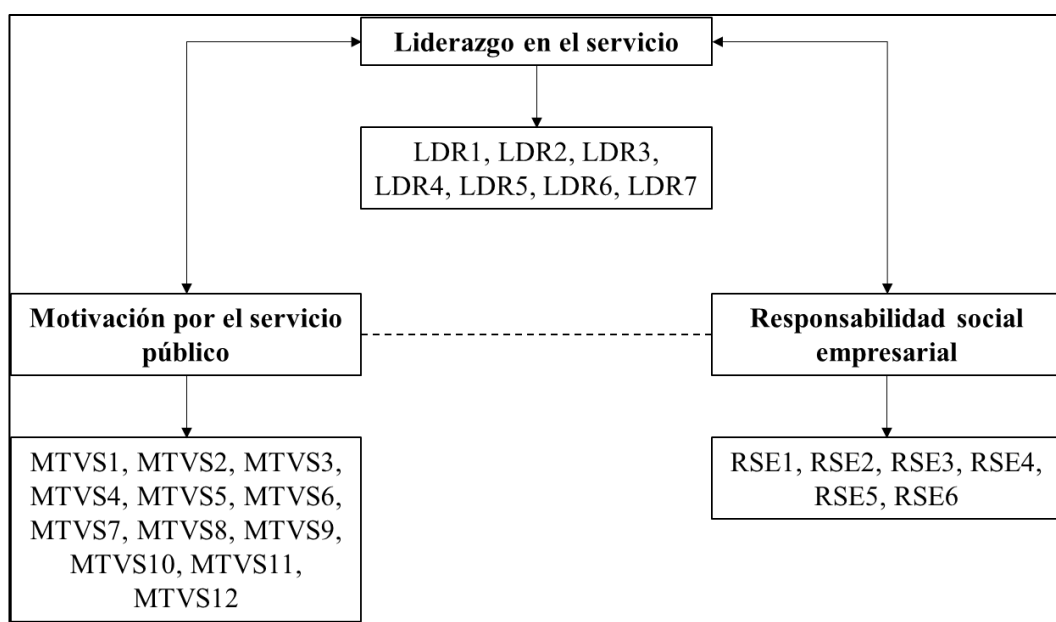 Liderazgo en el servicio
LDR1, LDR2, LDR3,
LDR4, LDR5, LDR6, LDR7
Motivación por el servicio
público
Responsabilidad social
empresarial
MTVS1, MTVS2, MTVS3,
MTVS4, MTVS5, MTVS6,
MTVS7, MTVS8, MTVS9,
MTVS10, MTVS11,
MTVS12
RSE1, RSE2, RSE3, RSE4,
RSE5, RSE6